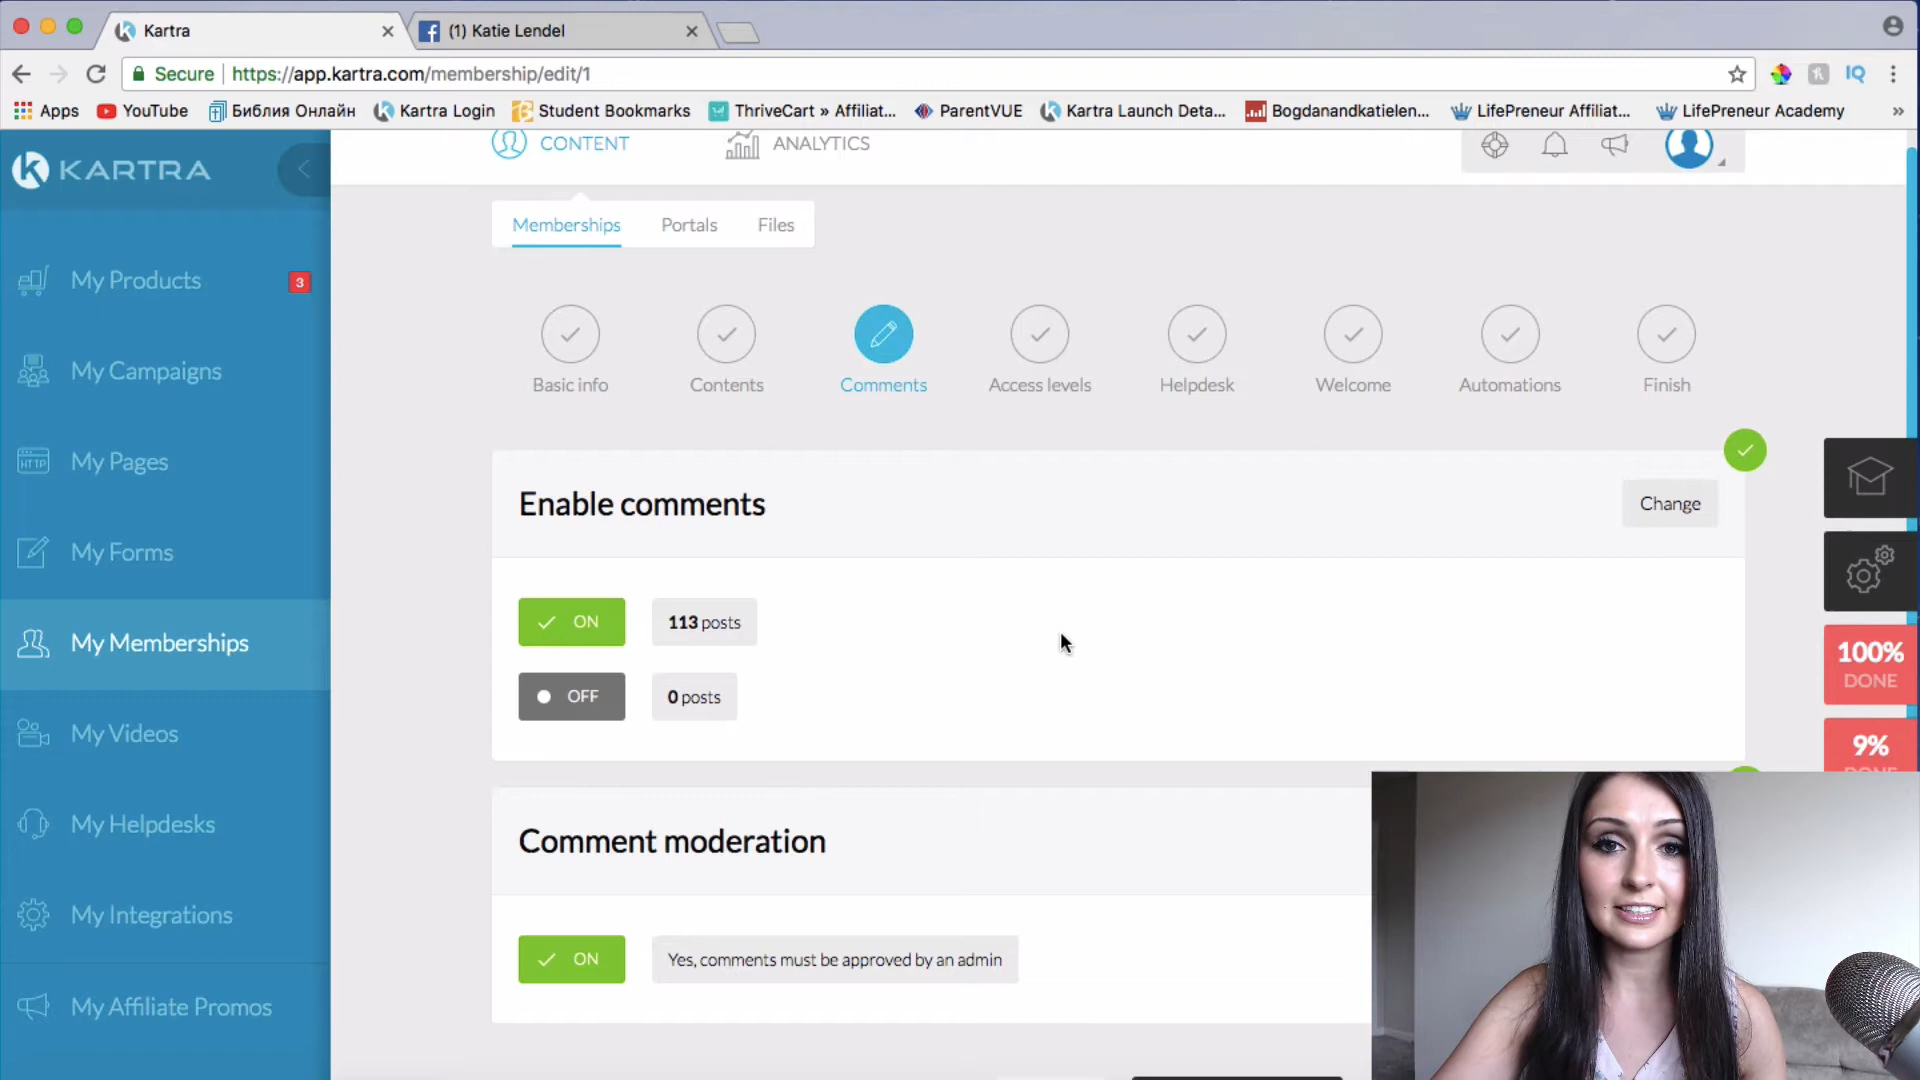 Kartra
(1) Katie Lendel
Secure https://app.kartra.com/membership/edit/1
Apps YouTube Библия Онлайн Kartra Login Student Bookmarks ThriveCart » Affiliat... ParentVUE Kartra Launch Deta... Bogdanandkatielen... LifePreneur Affiliat... LifePreneur Academy »
KARTRA
CONTENT ANALYTICS
Memberships Portals Files
My Products 3
My Campaigns
My Pages
My Forms
My Memberships
My Videos
My Helpdesks
My Integrations
My Affiliate Promos
Basic info Contents Comments Access levels Helpdesk Welcome Automations Finish
Enable comments Change
ON 113 posts
OFF 0 posts
Comment moderation
ON Yes, comments must be approved by an admin
100%
DONE
9%
HTTP
IQ